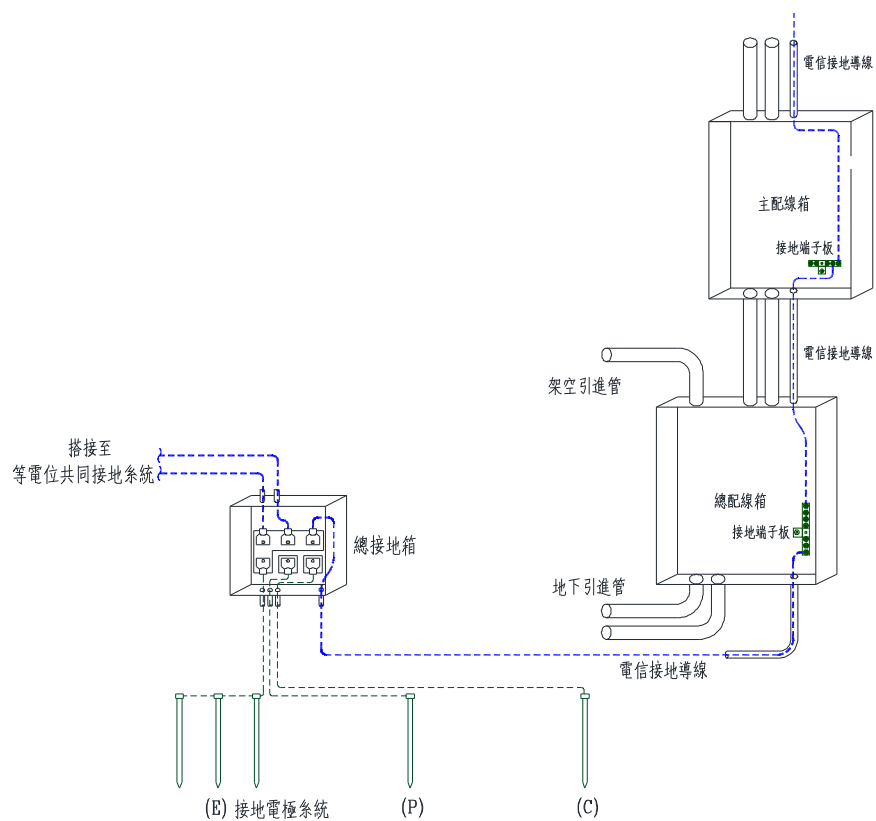 電信接地導線
主配線箱
接地端子板
電信接地導線
架空引進管
搭接至
等電位共同接地系統
總配線箱
接地端子板
總接地箱
地下引進管
電信接地導線
(E) 接地電極系統
(P)
(C)